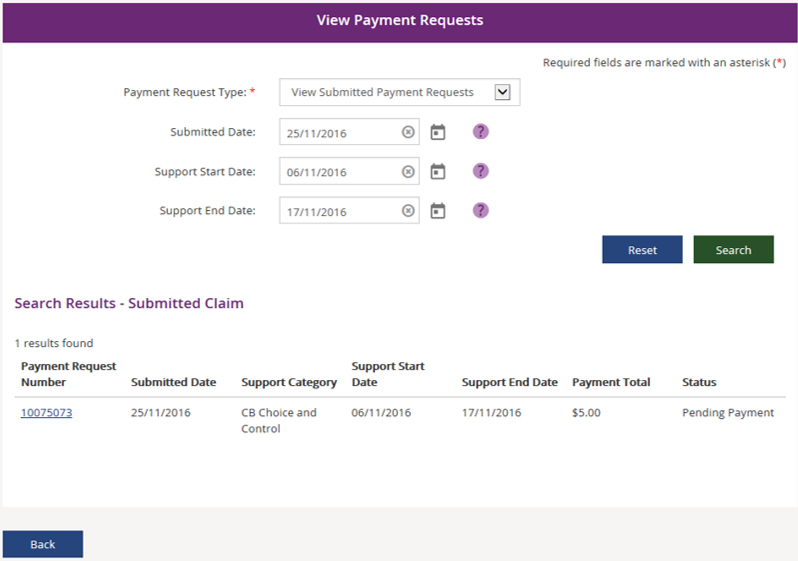 View Payment Requests
Required fields are marked with an asterisk (*)
Payment Request Type: * View Submitted Payment Requests
Submitted Date: 25/11/2016 ?
Support Start Date: 06/11/2016 ?
Support End Date: 17/11/2016 ?
Reset Search
Search Results - Submitted Claim
1 results found
Payment Request Number Submitted Date Support Category Support Start Date Support End Date Payment Total Status
10075073 25/11/2016 CB Choice and Control 06/11/2016 17/11/2016 $5.00 Pending Payment
Back